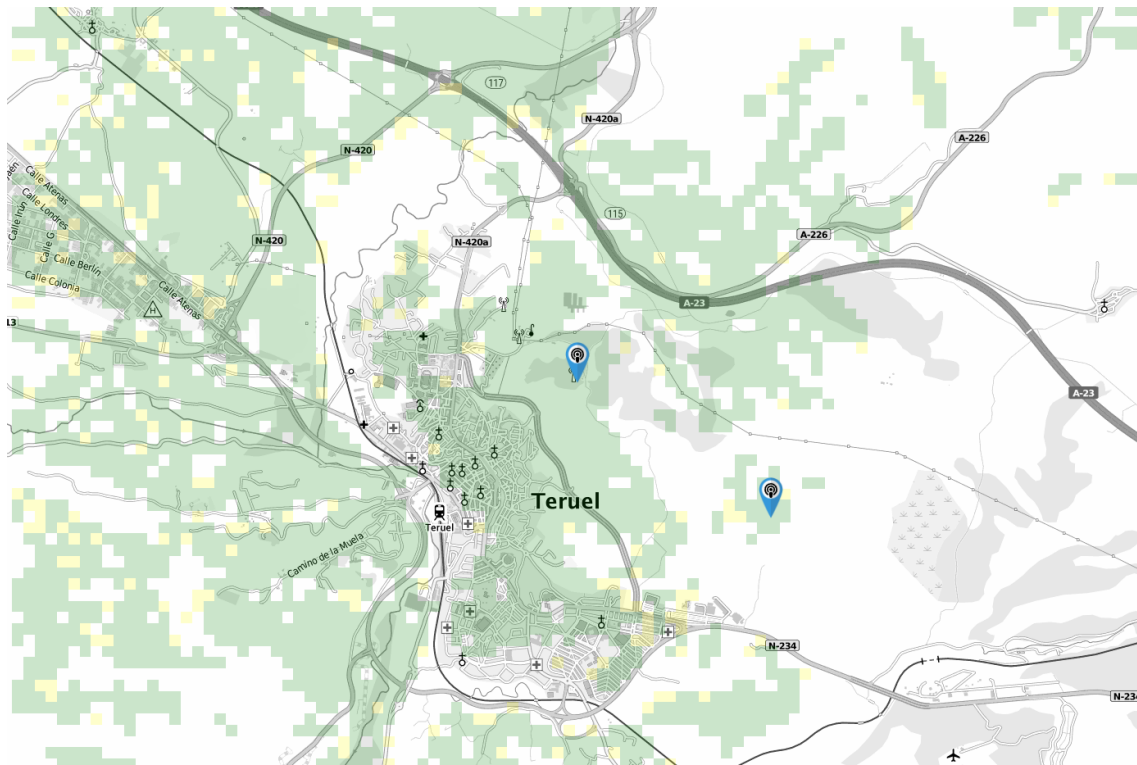 117
N-420a
N-420
A-226
Calle Atenas
Calle Londres
Calle Irún
Calle G
Calle Berlín
Calle Colonia
Calle Atenas
N-420
N-420a
115
A-226
A-23
13
A-23
Teruel
Teruel
Camino de la Muela
N-234
N-234
H